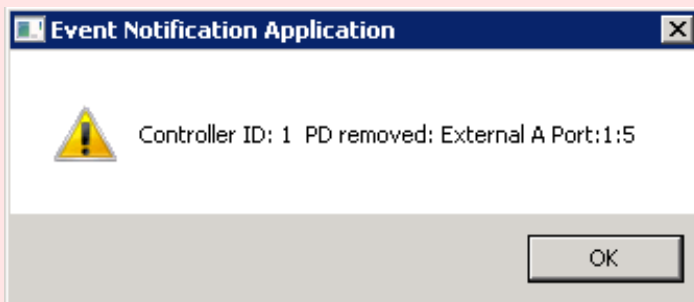 Event Notification Application
Controller ID: 1 PD removed: External A Port:1:5
OK